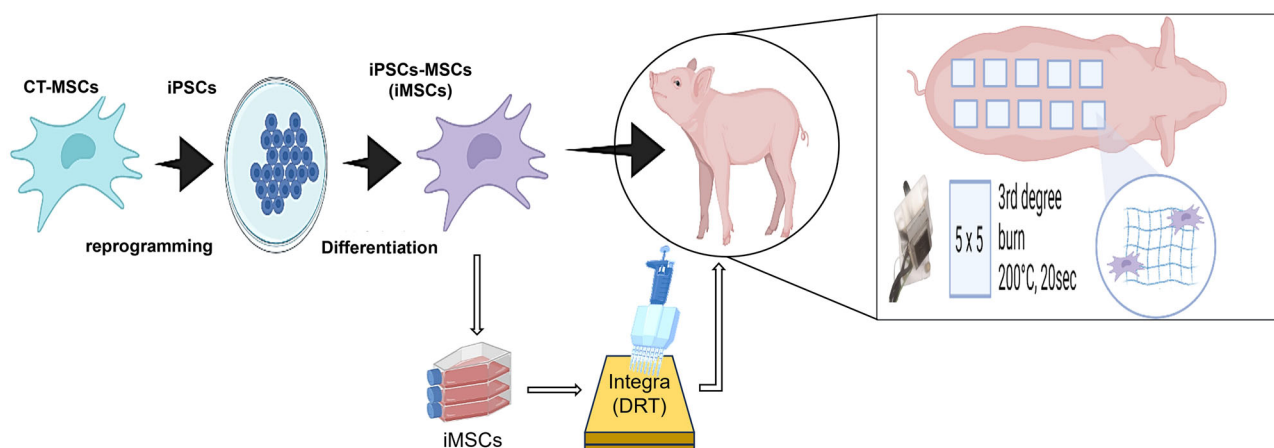 CT-MSCs
iPSCs
iPSCs-MSCs
(iMSCs)
reprogramming
Differentiation
3rd degree
burn
200°C, 20sec
5 x 5
Integra
(DRT)
iMSCs